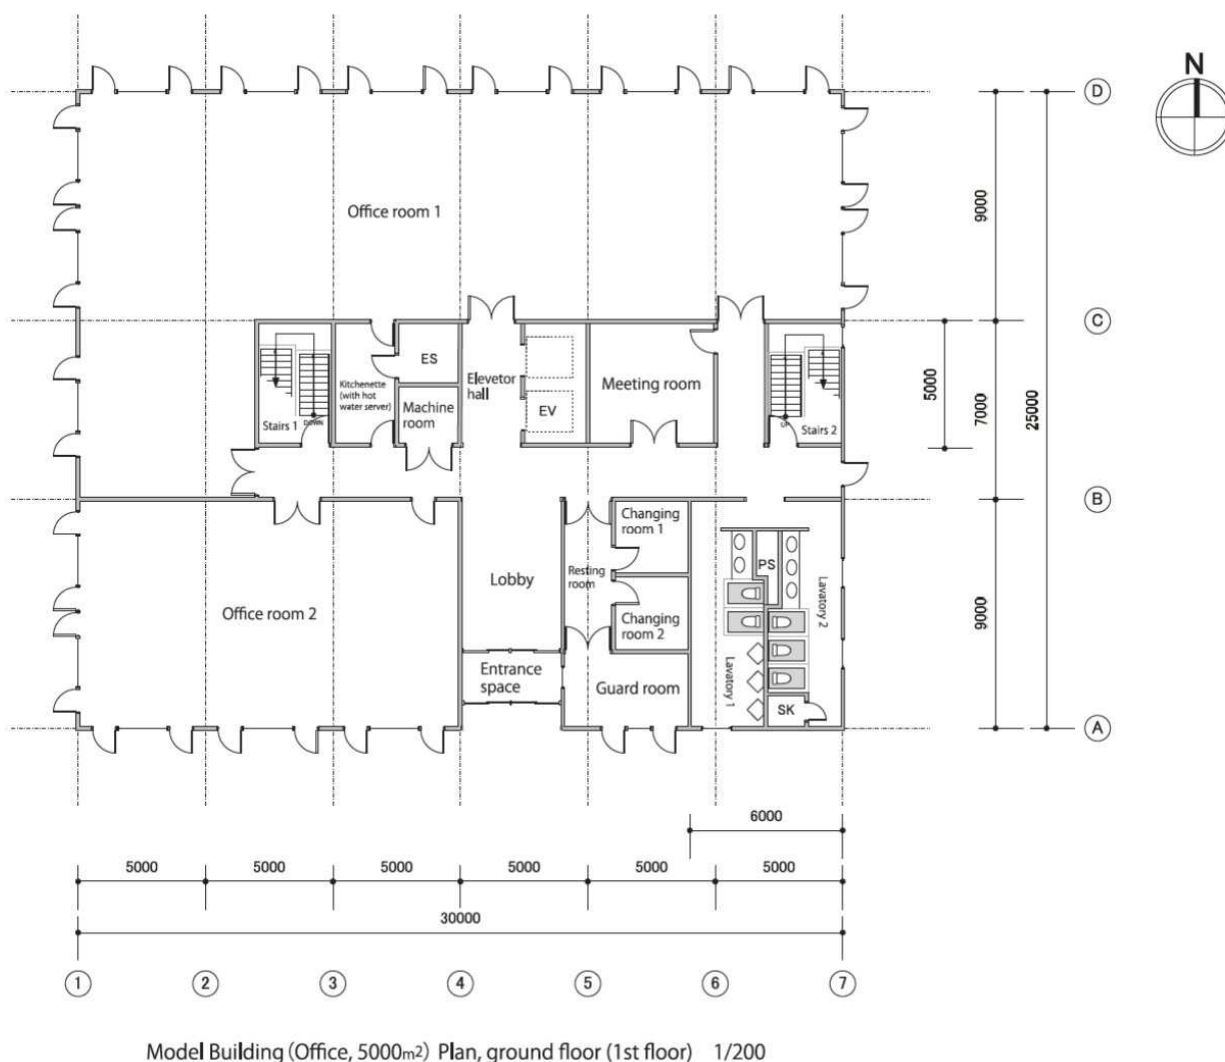 N
D
9000
Office room 1
C
ES
Kitchenette
(with hot
water server)
Machine
room
Elevetor
hall
EV
Meeting room
Stairs 1
DOWN
UP
Stairs 2
5000
7000
25000
B
Changing
room 1
Resting
room
Lobby
PS
Lavatory 2
Office room 2
Changing
room 2
9000
Entrance
space
Guard room
Lavatory 1
SK
A
6000
5000
5000
5000
5000
5000
5000
30000
1
2
3
4
5
6
7
Model Building (Office, 5000m2) Plan, ground floor (1st floor) 1/200